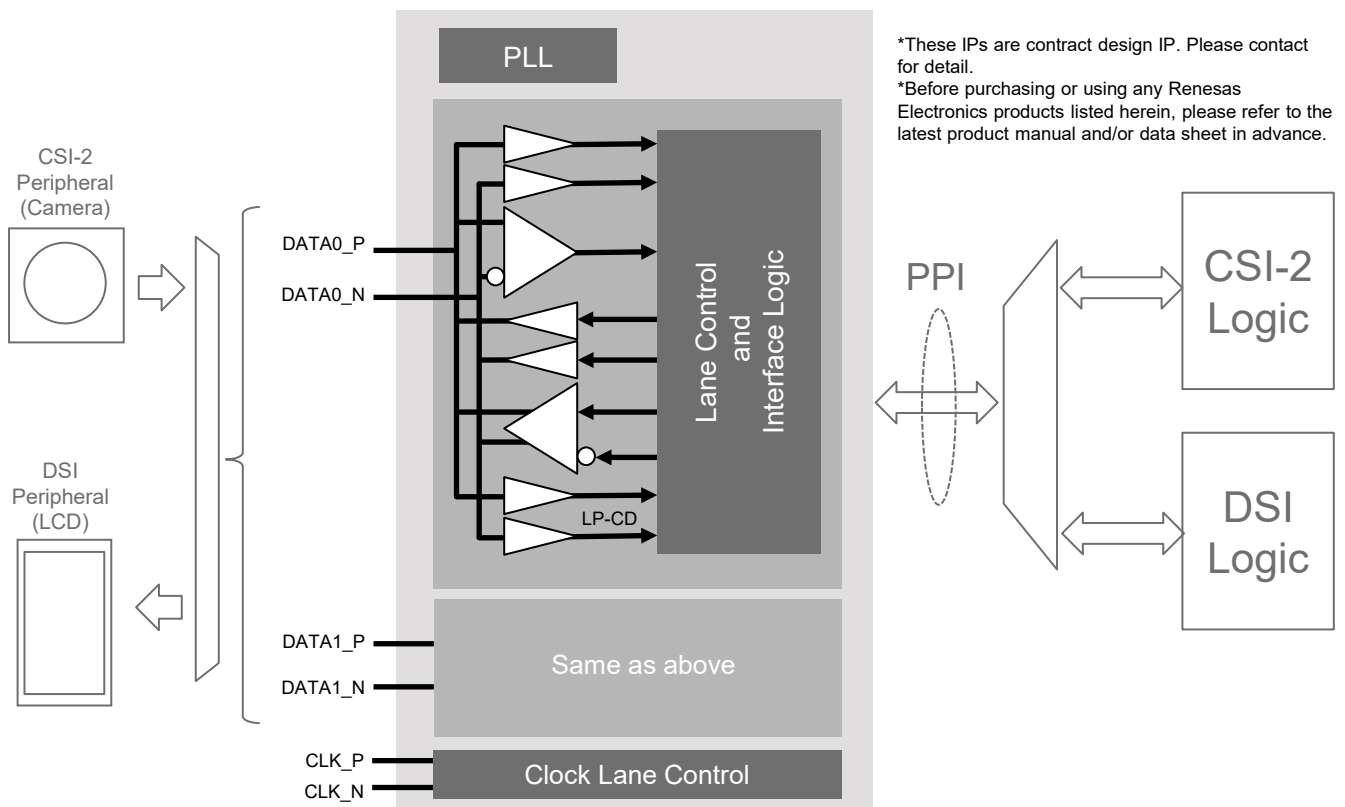 PLL
*These IPs are contract design IP. Please contact
for detail.
*Before purchasing or using any Renesas
Electronics products listed herein, please refer to the
latest product manual and/or data sheet in advance.
CSI-2
Peripheral
(Camera)
DATA0_P
DATA0_N
Lane Control
and
Interface Logic
PPI
CSI-2
Logic
DSI
Peripheral
(LCD)
LP-CD
DSI
Logic
DATA1_P
DATA1_N
Same as above
CLK_P
CLK_N
Clock Lane Control